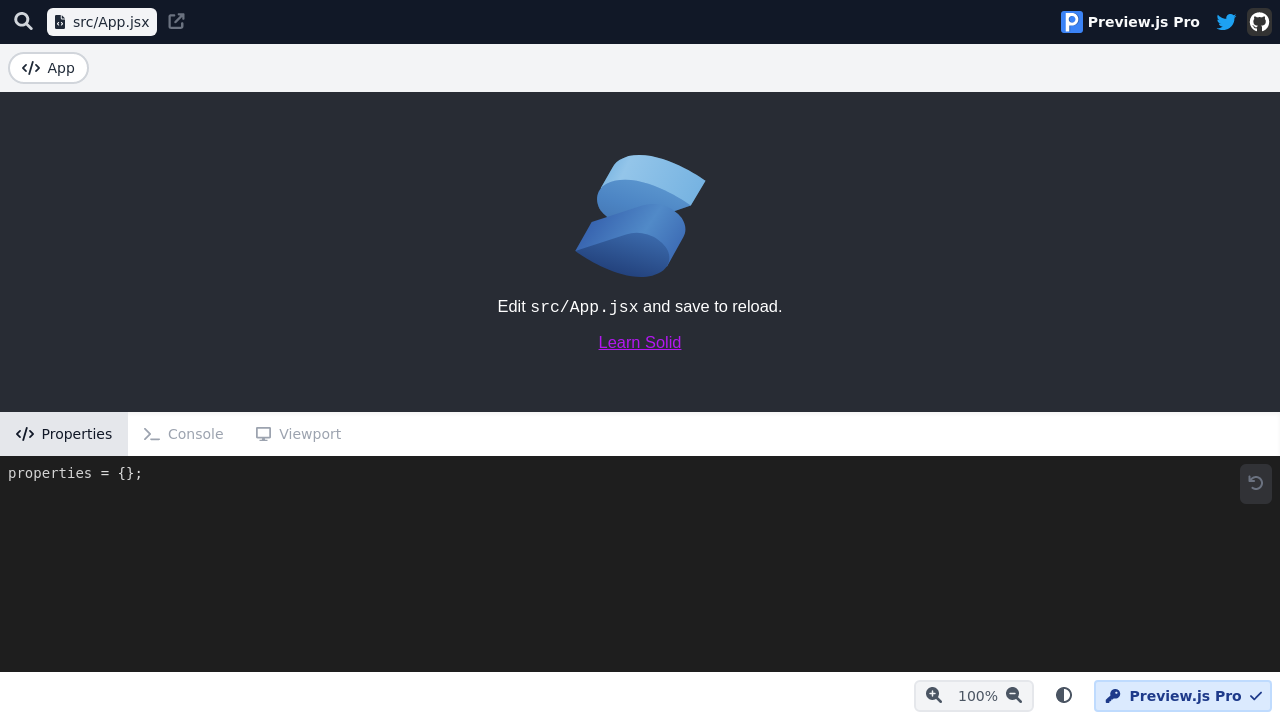 src/App.jsx
Preview.js Pro
App
Edit src/App.jsx and save to reload.
Learn Solid
Properties
Console
Viewport
properties = {};
100%
Preview.js Pro